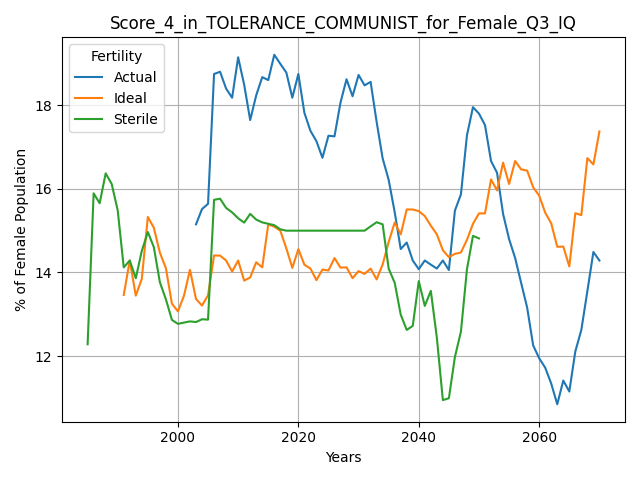 Score_4_in_TOLERANCE_COMMUNIST_for_Female_Q3_IQ
Fertility
Actual
Ideal
Sterile
% of Female Population
18
16
14
12
2000
2020
2040
2060
Years